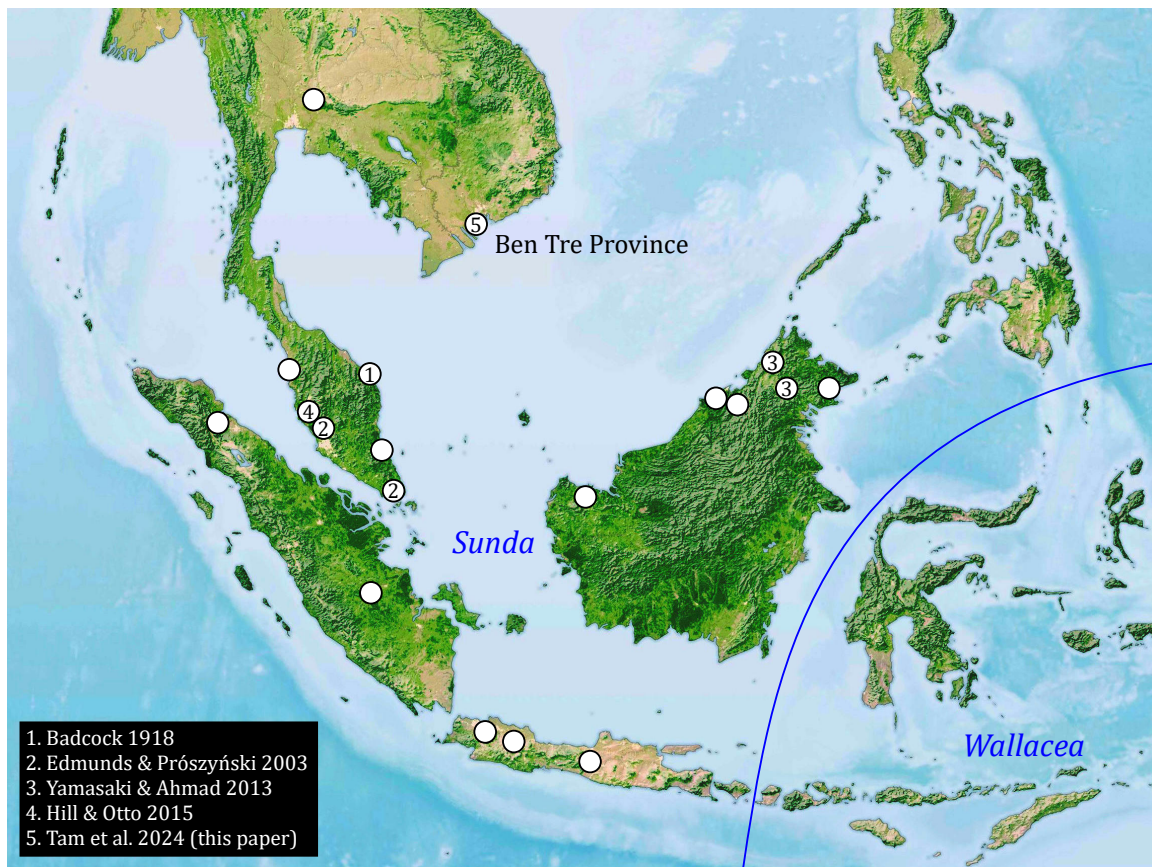 5
Ben Tre Province
3
1
3
4
2
2
Sunda
Wallacea
1. Badcock 1918
2. Edmunds & Prószyński 2003
3. Yamasaki & Ahmad 2013
4. Hill & Otto 2015
5. Tam et al. 2024 (this paper)